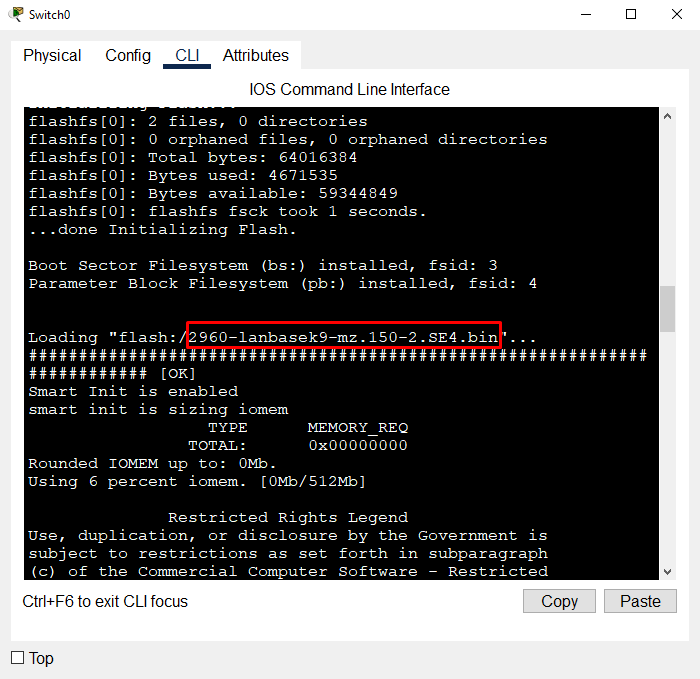 Switch0
Physical Config CLI Attributes
IOS Command Line Interface
flashfs[0]: 2 files, 0 directories
flashfs[0]: 0 orphaned files, 0 orphaned directories
flashfs[0]: Total bytes: 64016384
flashfs[0]: Bytes used: 4671535
flashfs[0]: Bytes available: 59344849
flashfs[0]: flashfs fsck took 1 seconds.
...done Initializing Flash.
Boot Sector Filesystem (bs:) installed, fsid: 3
Parameter Block Filesystem (pb:) installed, fsid: 4
Loading "flash:/2960-lanbasek9-mz.150-2.SE4.bin"...
##############################################################
############ [OK]
Smart Init is enabled
smart init is sizing iomem
TYPE MEMORY_REQ
TOTAL: 0x00000000
Rounded IOMEM up to: 0Mb.
Using 6 percent iomem. [0Mb/512Mb]
Restricted Rights Legend
Use, duplication, or disclosure by the Government is
subject to restrictions as set forth in subparagraph
(c) of the Commercial Computer Software - Restricted
Ctrl+F6 to exit CLI focus
Copy Paste
Top